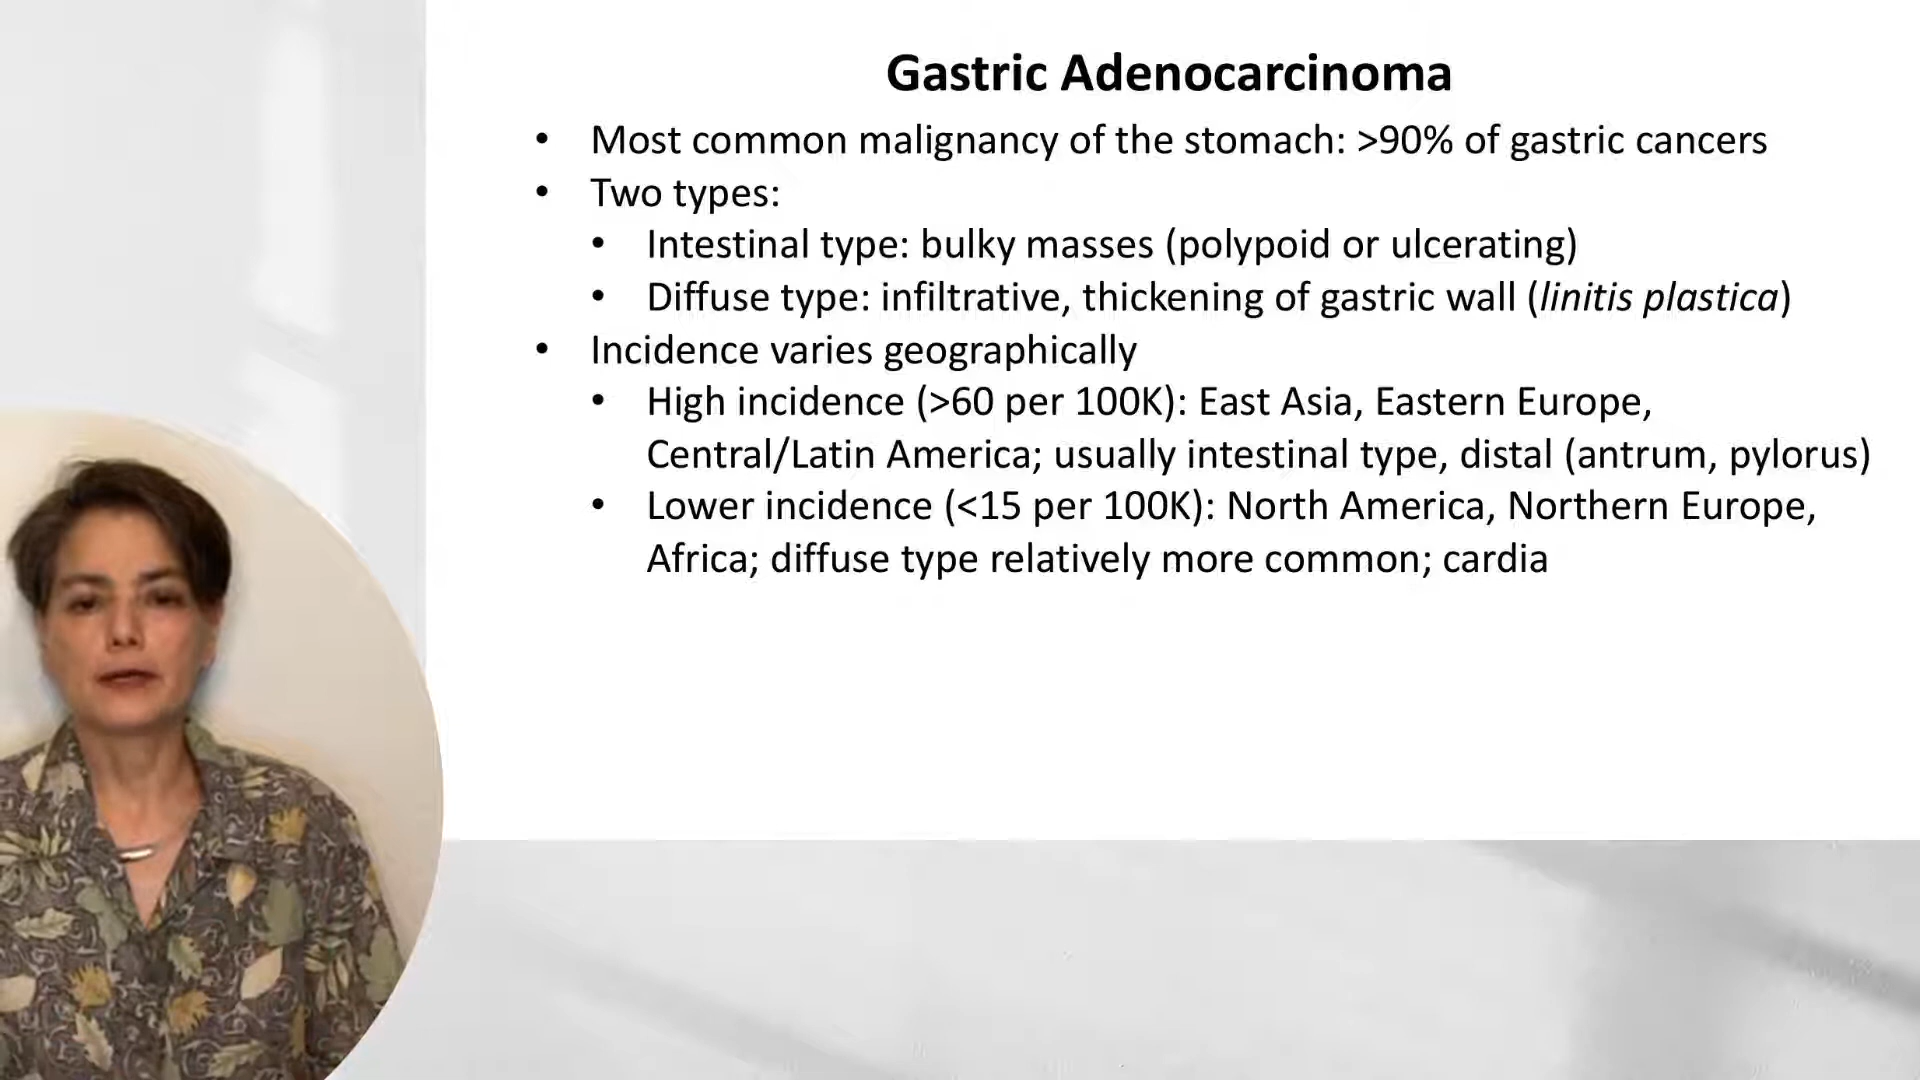 Gastric Adenocarcinoma
• Most common malignancy of the stomach: >90% of gastric cancers
• Two types:
• Intestinal type: bulky masses (polypoid or ulcerating)
• Diffuse type: infiltrative, thickening of gastric wall (linitis plastica)
• Incidence varies geographically
• High incidence (>60 per 100K): East Asia, Eastern Europe,
Central/Latin America; usually intestinal type, distal (antrum, pylorus)
• Lower incidence (<15 per 100K): North America, Northern Europe,
Africa; diffuse type relatively more common; cardia